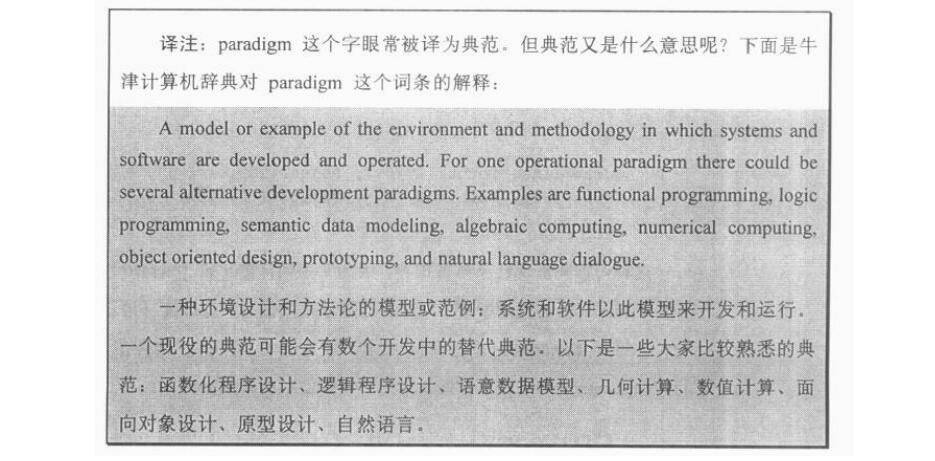 译注：paradigm 这个字眼常被译为典范。但典范又是什么意思呢？下面是牛
津计算机辞典对 paradigm 这个词条的解释：
A model or example of the environment and methodology in which systems and
software are developed and operated. For one operational paradigm there could be
several alternative development paradigms. Examples are functional programming, logic
programming, semantic data modeling, algebraic computing, numerical computing,
object oriented design, prototyping, and natural language dialogue.
一种环境设计和方法论的模型或范例；系统和软件以此模型来开发和运行。
一个现役的典范可能会有数个开发中的替代典范。以下是一些大家比较熟悉的典
范：函数化程序设计、逻辑程序设计、语意数据模型、几何计算、数值计算、面
向对象设计、原型设计、自然语言。